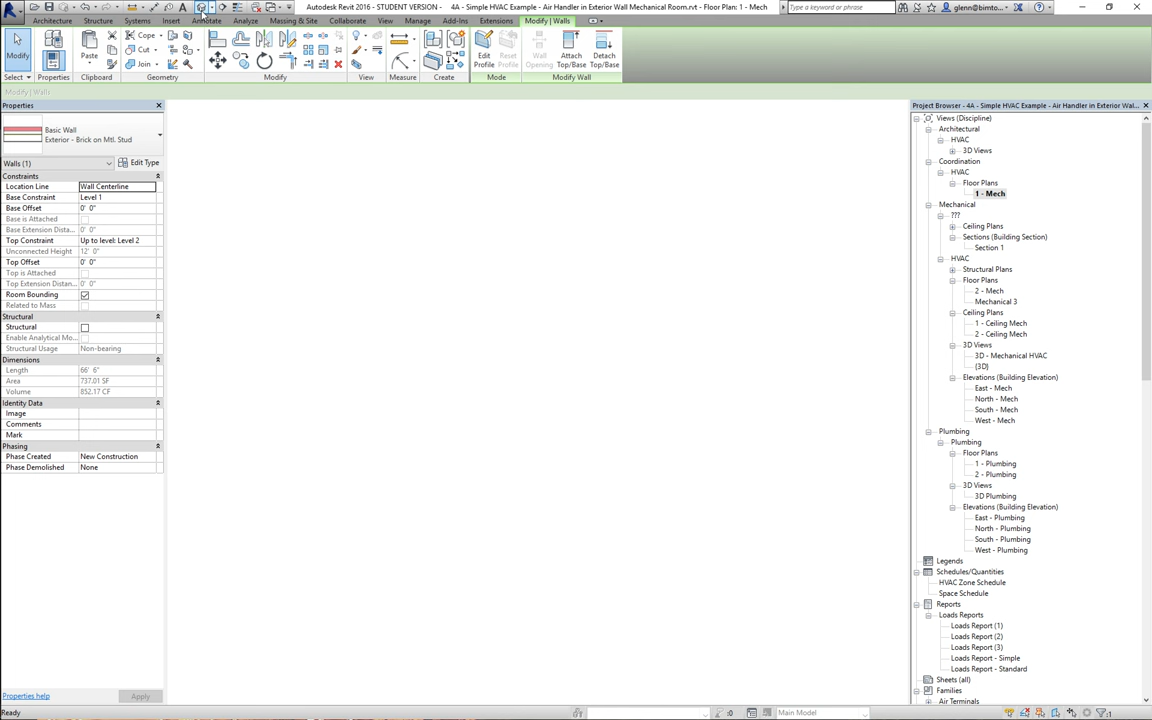 Autodesk Revit 2016 - STUDENT VERSION - 4A - Simple HVAC Example - Air Handler in Exterior Wall Mechanical Room.rvt - Floor Plan: 1 - Mech
Type a keyword or phrase
glenn@bimto...
Architecture Structure Systems Insert Annotate Analyze Massing & Site Collaborate View Manage Add-Ins Extensions Modify | Walls
Modify
Paste
Cope
Cut
Join
Edit Profile
Reset Profile
Wall Opening
Attach Top/Base
Detach Top/Base
Select Properties Clipboard Geometry Modify View Measure Create Mode Modify Wall
Modify | Walls
Properties
Basic Wall
Exterior - Brick on Mtl. Stud
Walls (1) Edit Type
Constraints
Location Line Wall Centerline
Base Constraint Level 1
Base Offset 0' 0"
Base is Attached
Base Extension Dista... 0' 0"
Top Constraint Up to level: Level 2
Unconnected Height 12' 0"
Top Offset 0' 0"
Top is Attached
Top Extension Distan... 0' 0"
Room Bounding
Related to Mass
Structural
Structural
Enable Analytical Mo...
Structural Usage Non-bearing
Dimensions
Length 66' 6"
Area 737.01 SF
Volume 852.17 CF
Identity Data
Image
Comments
Mark
Phasing
Phase Created New Construction
Phase Demolished None
Properties help Apply
Project Browser - 4A - Simple HVAC Example - Air Handler in Exterior Wal...
Views (Discipline)
Architectural
HVAC
3D Views
Coordination
HVAC
Floor Plans
1 - Mech
Mechanical
???
Ceiling Plans
Sections (Building Section)
Section 1
HVAC
Structural Plans
Floor Plans
2 - Mech
Mechanical 3
Ceiling Plans
1 - Ceiling Mech
2 - Ceiling Mech
3D Views
3D - Mechanical HVAC
{3D}
Elevations (Building Elevation)
East - Mech
North - Mech
South - Mech
West - Mech
Plumbing
Plumbing
Floor Plans
1 - Plumbing
2 - Plumbing
3D Views
3D Plumbing
Elevations (Building Elevation)
East - Plumbing
North - Plumbing
South - Plumbing
West - Plumbing
Legends
Schedules/Quantities
HVAC Zone Schedule
Space Schedule
Reports
Loads Reports
Loads Report (1)
Loads Report (2)
Loads Report (3)
Loads Report - Simple
Loads Report - Standard
Sheets (all)
Families
Air Terminals
Ready :0 Main Model :1